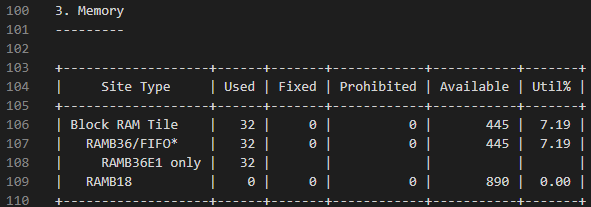 100 3. Memory
101 ---------
102
103 +-------------------+------+-------+------------+-----------+-------+
104 |     Site Type     | Used | Fixed | Prohibited | Available | Util% |
105 +-------------------+------+-------+------------+-----------+-------+
106 | Block RAM Tile    |   32 |     0 |          0 |       445 |  7.19 |
107 |   RAMB36/FIFO*    |   32 |     0 |          0 |       445 |  7.19 |
108 |     RAMB36E1 only |   32 |       |            |           |       |
109 |   RAMB18          |    0 |     0 |          0 |       890 |  0.00 |
110 +-------------------+------+-------+------------+-----------+-------+